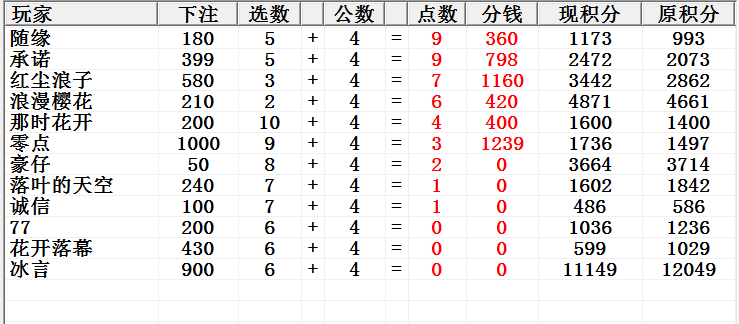 玩家 下注 选数 公数 点数 分钱 现积分 原积分
随缘 180 5 + 4 = 9 360 1173 993
承诺 399 5 + 4 = 9 798 2472 2073
红尘浪子 580 3 + 4 = 7 1160 3442 2862
浪漫樱花 210 2 + 4 = 6 420 4871 4661
那时花开 200 10 + 4 = 4 400 1600 1400
零点 1000 9 + 4 = 3 1239 1736 1497
豪仔 50 8 + 4 = 2 0 3664 3714
落叶的天空 240 7 + 4 = 1 0 1602 1842
诚信 100 7 + 4 = 1 0 486 586
77 200 6 + 4 = 0 0 1036 1236
花开落幕 430 6 + 4 = 0 0 599 1029
冰言 900 6 + 4 = 0 0 11149 12049